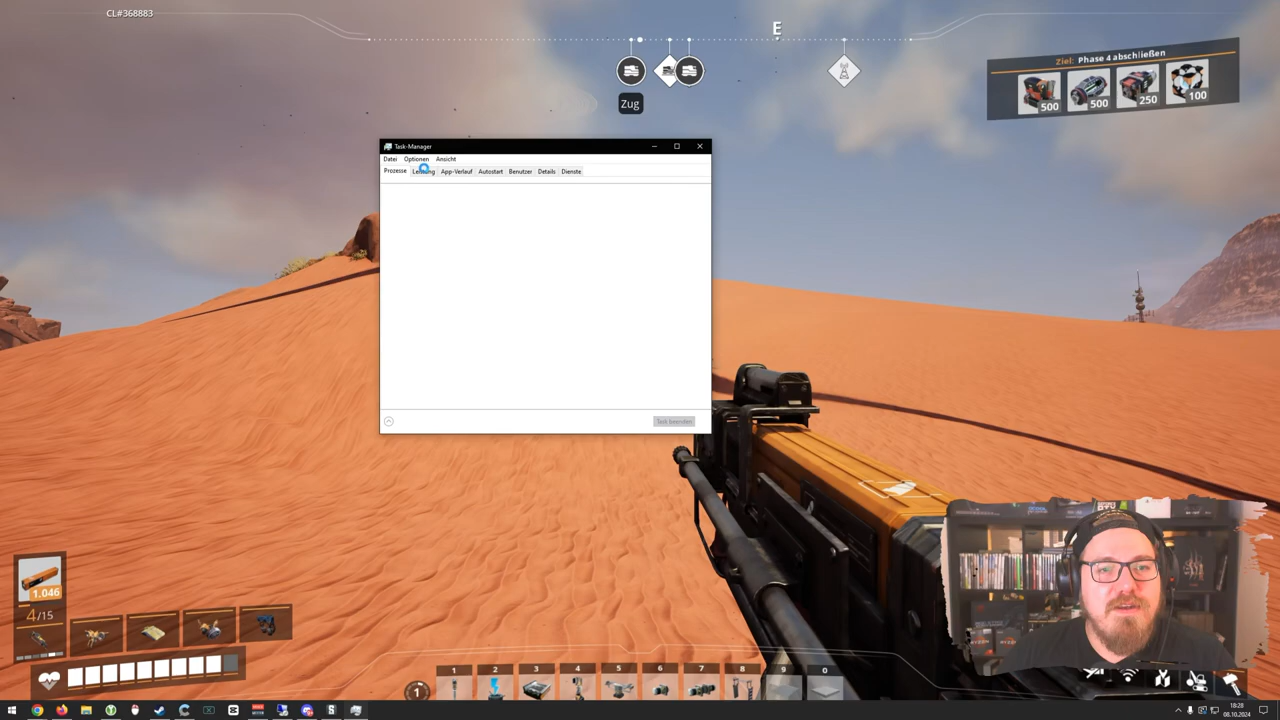 CL#368883
E
Zug
Ziel: Phase 4 abschließen
500
500
250
100
Task-Manager
Datei Optionen Ansicht
Prozesse Leistung App-Verlauf Autostart Benutzer Details Dienste
Task beenden
1.046
4/15
1
1 2 3 4 5 6 7 8 9 0
18:28
08.10.2024